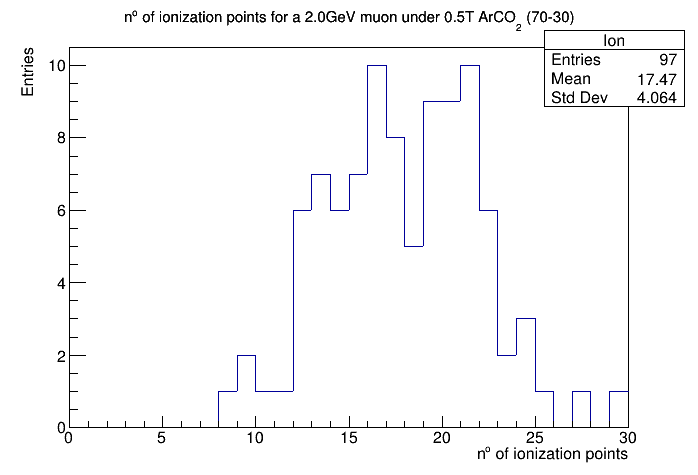 nº of ionization points for a 2.0GeV muon under 0.5T ArCO2 (70-30)
Ion
Entries 97
Mean 17.47
Std Dev 4.064
Entries
10
8
6
4
2
0
0 5 10 15 20 25 30
nº of ionization points